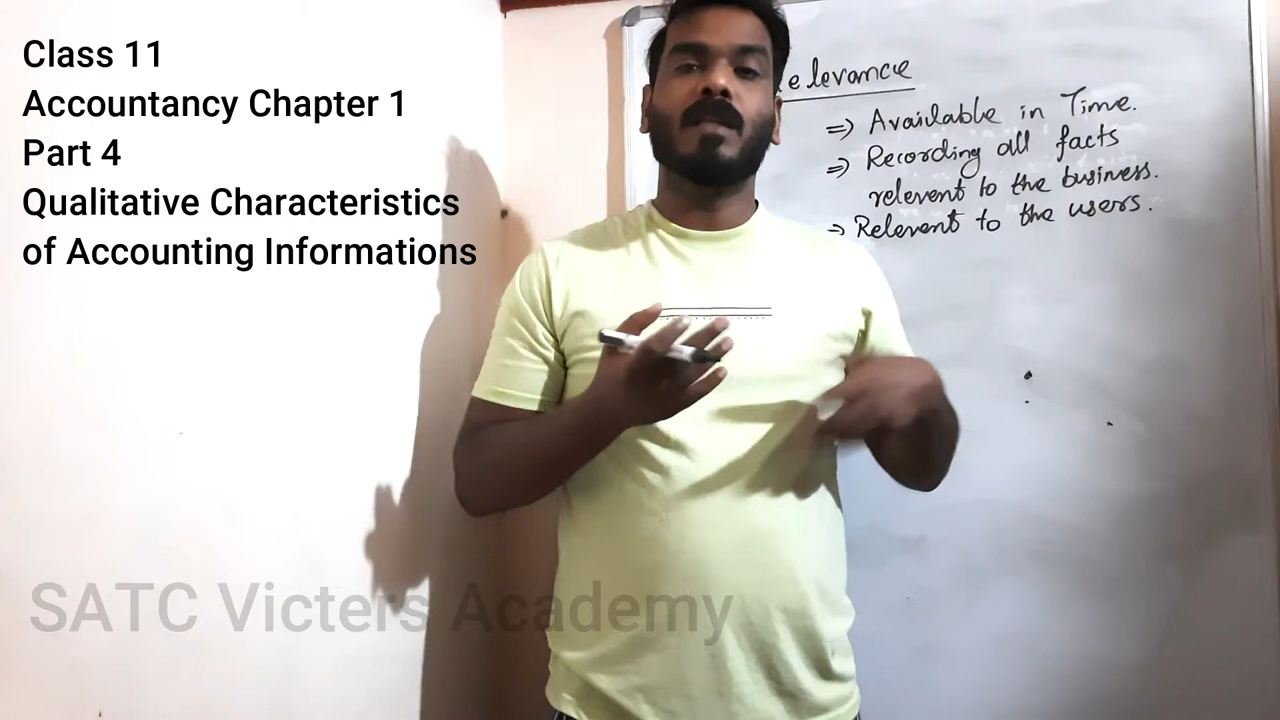 Class 11
Accountancy Chapter 1
Part 4
Qualitative Characteristics
of Accounting Informations
elevance
=> Available in Time.
=> Recording all facts
relevent to the business.
=> Relevent to the users.
SATC Victers Academy